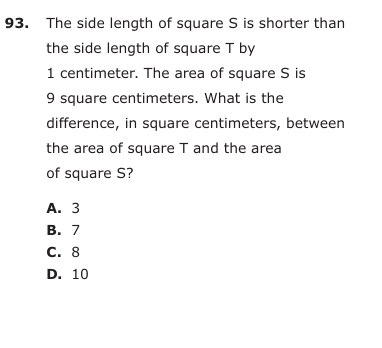 93. The side length of square S is shorter than
the side length of square T by
1 centimeter. The area of square S is
9 square centimeters. What is the
difference, in square centimeters, between
the area of square T and the area
of square S?
A. 3
B. 7
C. 8
D. 10